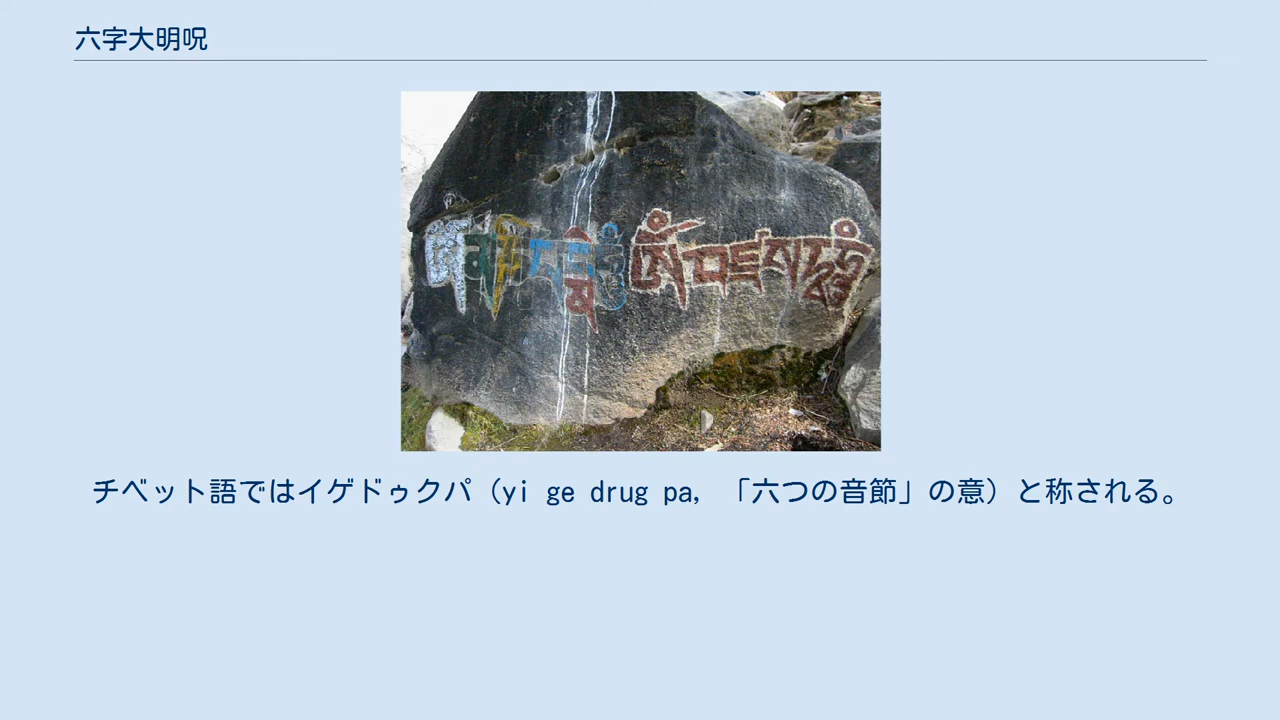 六字大明呪
ཨོཾ་མ་ཎི་པདྨེ་ཧཱུྃ
チベット語ではイゲドゥクパ（yi ge drug pa, 「六つの音節」の意）と称される。